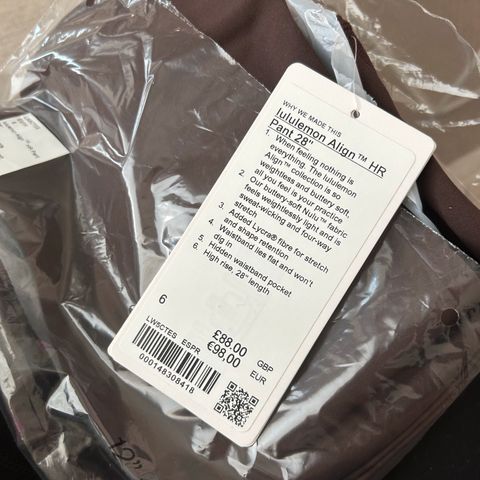 WHY WE MADE THIS
lululemon Align™ HR
Pant 28"
1. When feeling nothing is
everything. The lululemon
Align™ collection is so
weightless and buttery soft,
all you feel is your practice
2. Our buttery-soft Nulu™ fabric
feels weightlessly light and is
sweat-wicking and four-way
stretch
3. Added Lycra® fibre for stretch
and shape retention
4. Waistband lies flat and won't
dig in
5. Hidden waistband pocket
6. High rise, 28" length
6
£88.00 GBP
€98,00 EUR
LW5CTES ESPR
000148308418